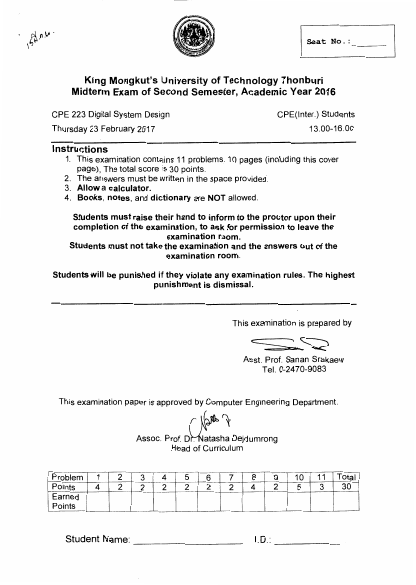 Seat No.:______
King Mongkut's University of Technology Thonburi
Midterm Exam of Second Semester, Academic Year 2016
CPE 223 Digital System Design
CPE(Inter.) Students
Thursday 23 February 2017
13.00-16.00
Instructions
1. This examination contains 11 problems. 10 pages (including this cover
page), The total score is 30 points.
2. The answers must be written in the space provided.
3. Allow a calculator.
4. Books, notes, and dictionary are NOT allowed.
Students must raise their hand to inform to the proctor upon their
completion of the examination, to ask for permission to leave the
examination room.
Students must not take the examination and the answers out of the
examination room.
Students will be punished if they violate any examination rules. The highest
punishment is dismissal.
This examination is prepared by
Asst. Prof. Sanan Srakaew
Tel. 0-2470-9083
This examination paper is approved by Computer Engineering Department.
Assoc. Prof. Dr. Natasha Dejdumrong
Head of Curriculum
Problem 1 2 3 4 5 6 7 8 9 10 11 Total
Points 4 2 2 2 2 2 2 4 2 5 3 30
Earned
Points
Student Name: ____________________ I.D.: ____________